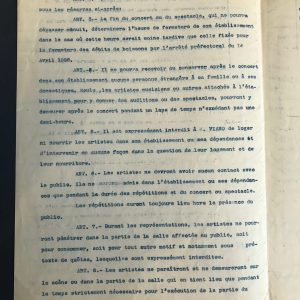 sous les réserves ci-après:
ART. 3.- La fin du concert ou du spectacle, qui ne pourra
dépasser minuit, déterminera l'heure de fermeture de son établissement
dans le cas où cette heure serait moins tardive que celle fixée pour
la fermeture des débits de boissons par l'arrêté préfectoral du 14
Avril 1898.
ART. 4.- Il ne pourra recevoir ou conserver après le concert
dans son établissement aucune personne étrangère à sa famille ou à ses
domestiques. Seuls, les artistes musiciens ou autres attachés à l'éta-
blissement pour y donner des auditions ou des spectacles, pourront y
demeurer après le concert pendant un laps de temps n'excédant pas une
demi-heure.
ART. 5.- Il est expressément interdit à M. VIANO de loger
ni nourrir les artistes dans son établissement ou ses dépendances et
d'intervenir en aucune façon dans la question de leur logement et de
leur nourriture.
ART. 6.- Les artistes ne devront avoir aucun contact avec
le public. Ils ne dans l'établissement ou ses dépendan-
ces que pendant la durée des répétitions et du concert ou spectacle.
Les répétitions auront toujours lieu hors la présence du
public.
ART. 7.- Durant les représentations, les artistes ne pour-
ront pénétrer dans la partie de la salle affectée au public, soit
pour consommer, soit pour tout autre motif et notamment sous pré-
texte de quêtes, lesquelles sont expressément interdites.
ART. 8.- Les artistes ne paraîtront et ne demeureront sur
la scène ou dans la partie de la salle qui en tient lieu que pendant
le temps strictement nécessaire pour l'exécution de la partie du